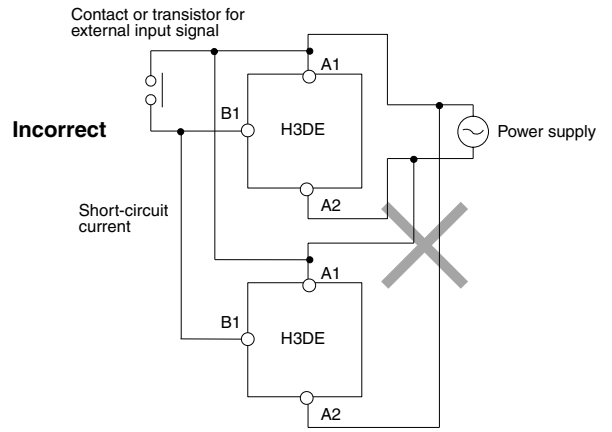 Contact or transistor for
external input signal
A1
B1
H3DE
Incorrect
Power supply
A2
Short-circuit
current
A1
B1
H3DE
A2